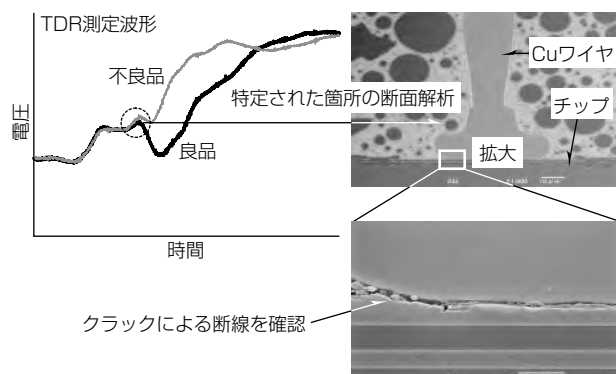 TDR測定波形
不良品
良品
電圧
時間
特定された箇所の断面解析
Cuワイヤ
チップ
拡大
クラックによる断線を確認